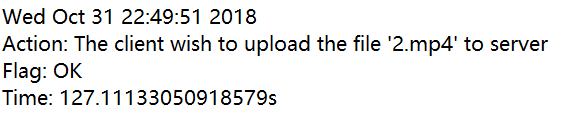 Wed Oct 31 22:49:51 2018
Action: The client wish to upload the file '2.mp4' to server
Flag: OK
Time: 127.11133050918579s